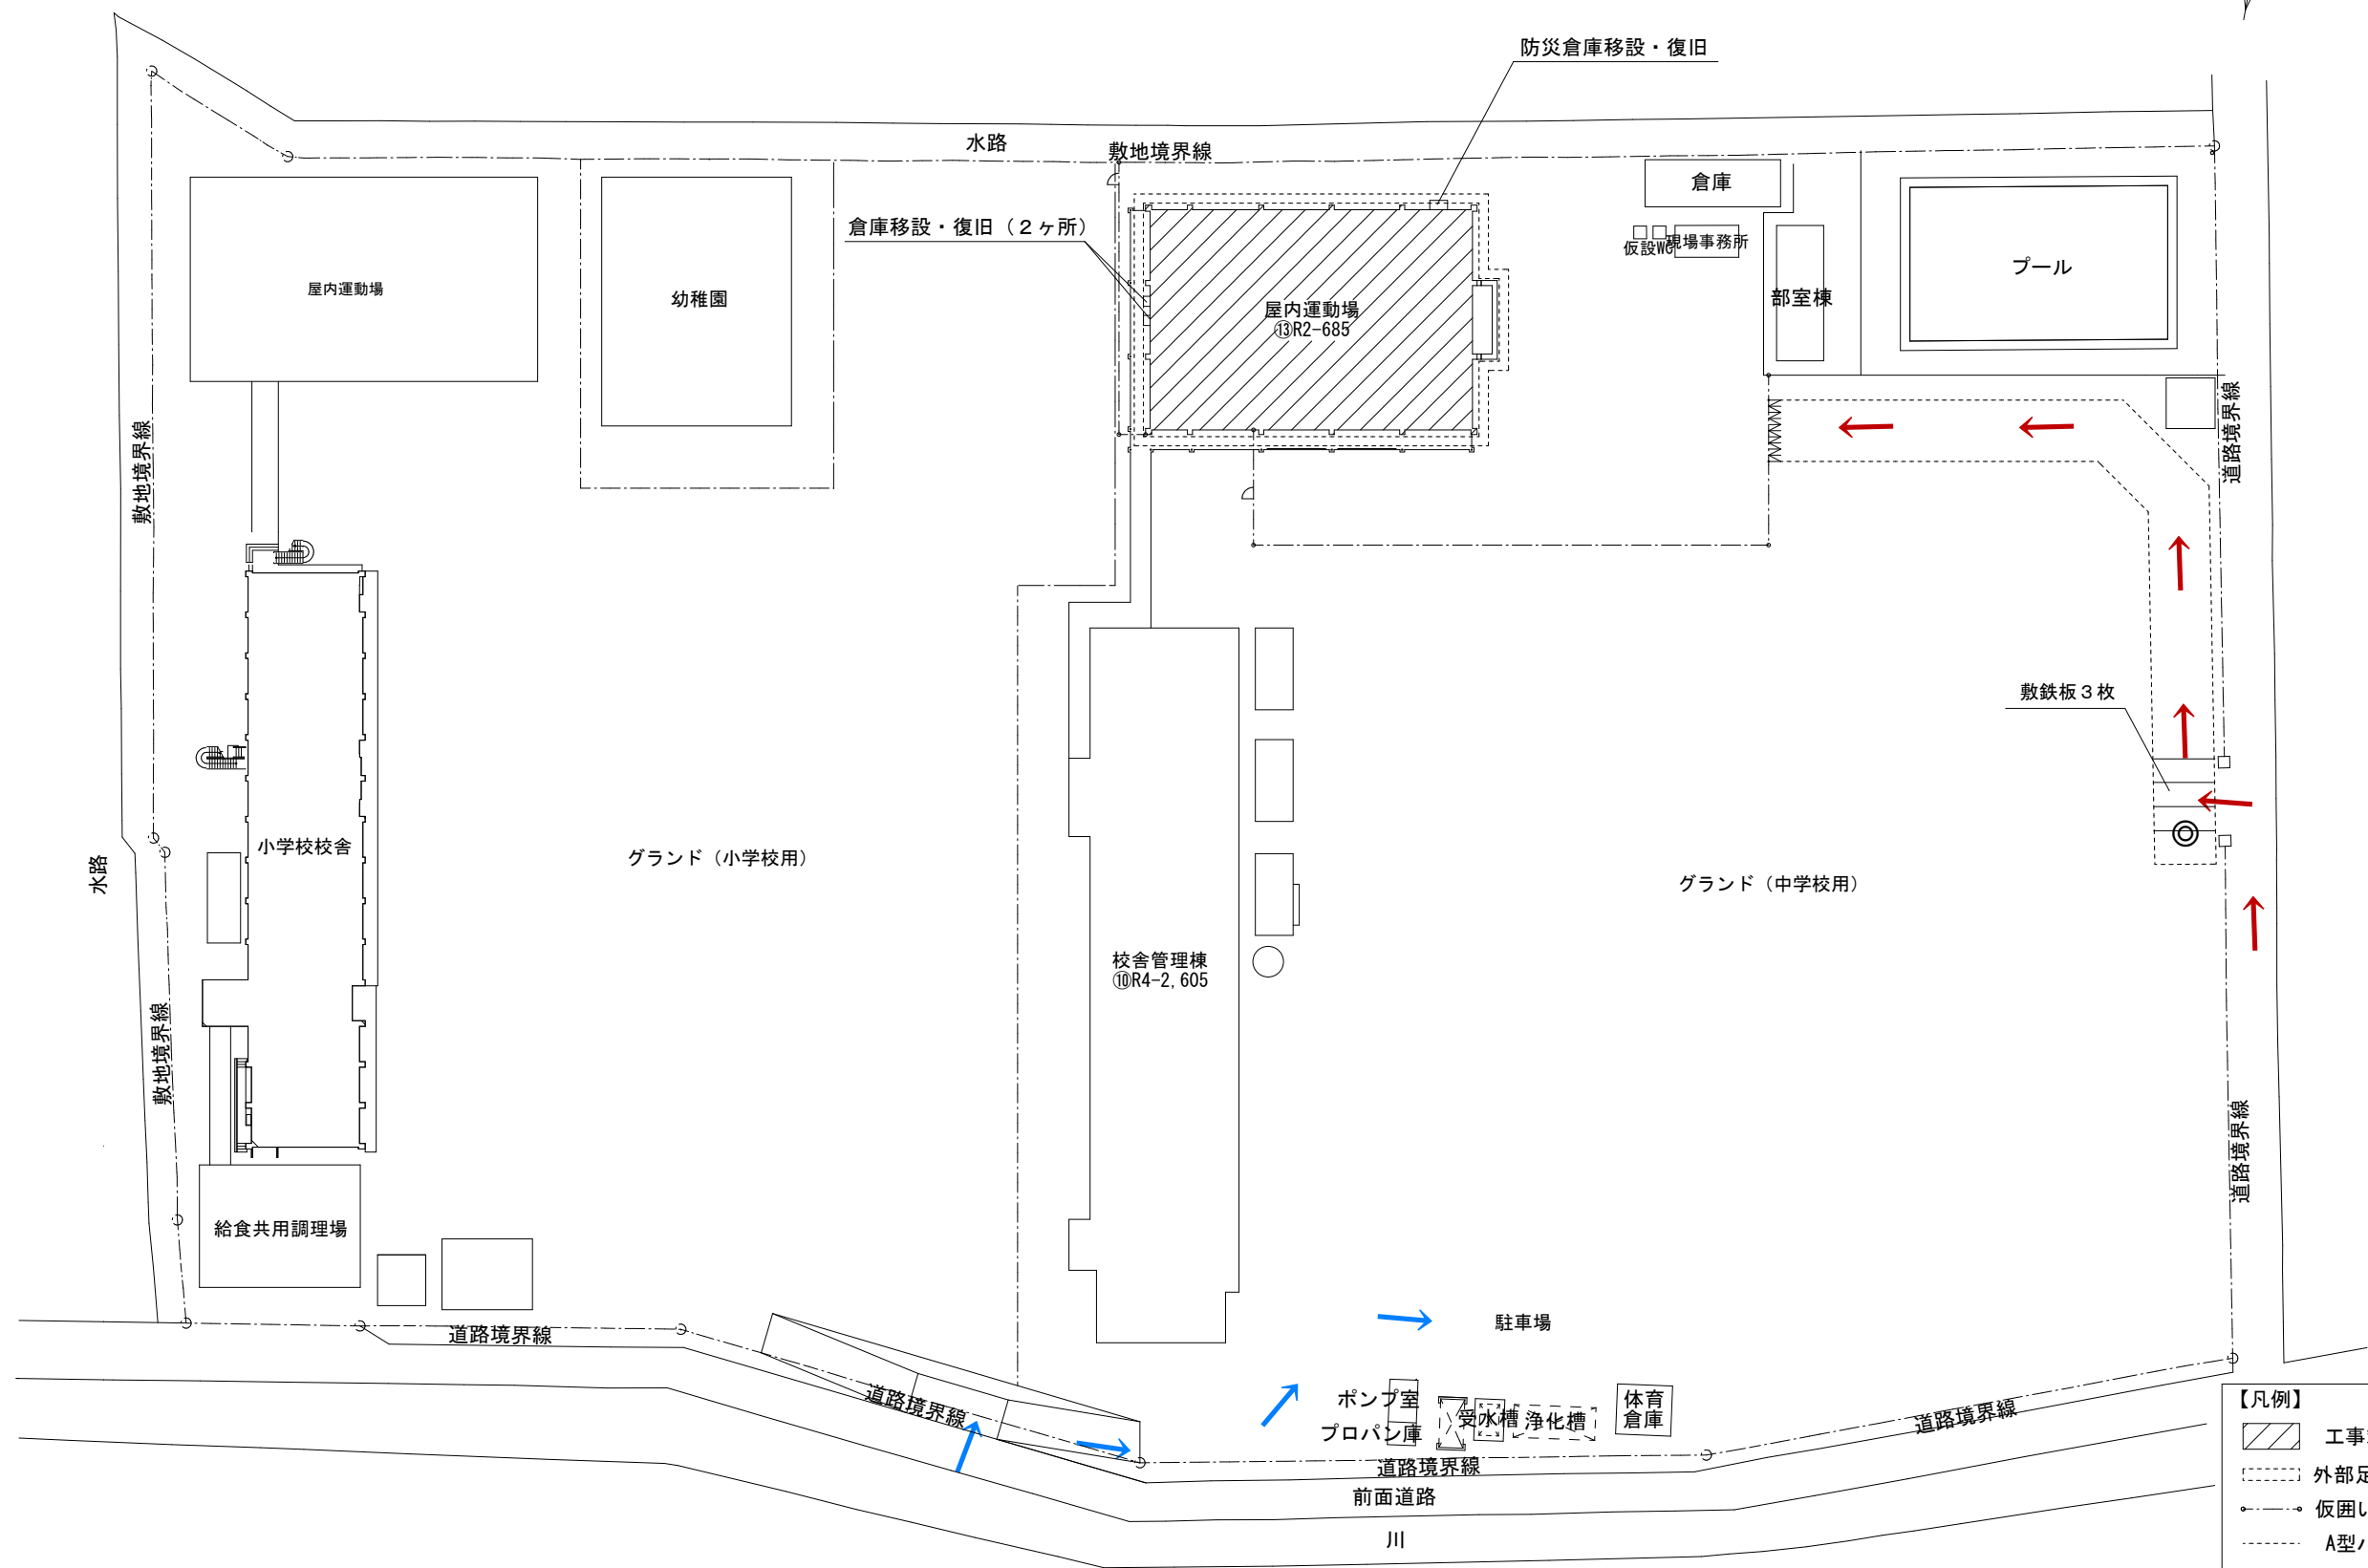 防災倉庫移設・復旧
水路
敷地境界線
倉庫
倉庫移設・復旧（２ヶ所）
仮設WC
現場事務所
プール
屋内運動場
幼稚園
部室棟
屋内運動場
⑬R2-685
道路境界線
敷地境界線
敷鉄板３枚
小学校校舎
グランド（小学校用）
水路
グランド（中学校用）
校舎管理棟
⑩R4-2,605
敷地境界線
道路境界線
給食共用調理場
駐車場
道路境界線
道路境界線
ポンプ室
プロパン庫
受水槽
浄化槽
体育
倉庫
道路境界線
道路境界線
前面道路
川
【凡例】
工事
外部足
仮囲い
A型バ